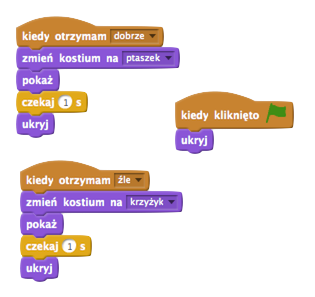 kiedy otrzymam dobrze
zmień kostium na ptaszek
pokaż
czekaj 1 s
ukryj
kiedy kliknięto
ukryj
kiedy otrzymam źle
zmień kostium na krzyżyk
pokaż
czekaj 1 s
ukryj